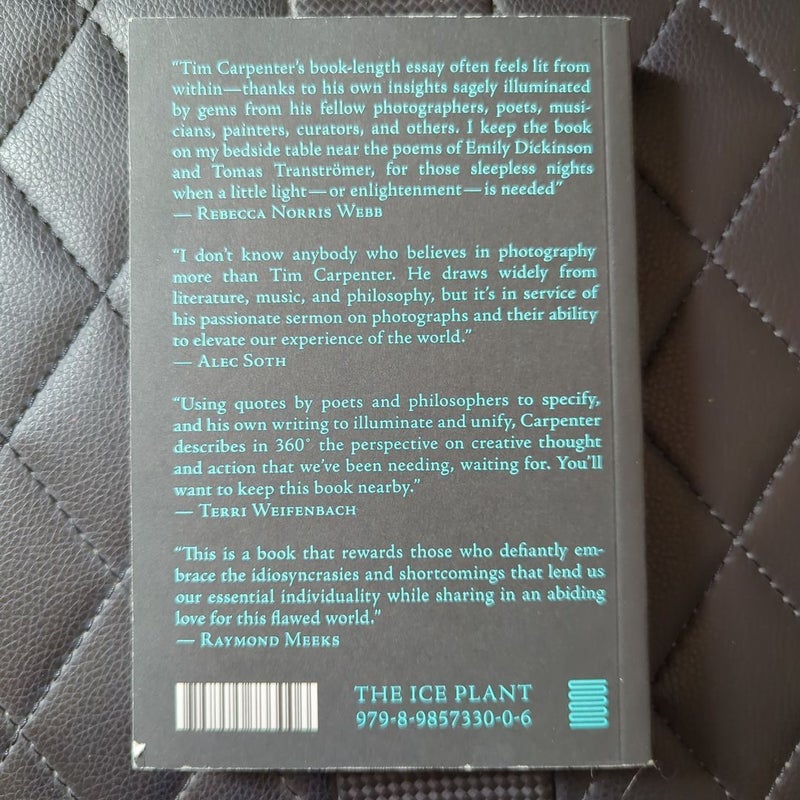 “Tim Carpenter’s book-length essay often feels lit from
within—thanks to his own insights sagely illuminated
by gems from his fellow photographers, poets, musi-
cians, painters, curators, and others. I keep the book
on my bedside table near the poems of Emily Dickinson
and Tomas Tranströmer, for those sleepless nights
when a little light—or enlightenment—is needed”
— Rebecca Norris Webb
“I don’t know anybody who believes in photography
more than Tim Carpenter. He draws widely from
literature, music, and philosophy, but it’s in service of
his passionate sermon on photographs and their ability
to elevate our experience of the world.”
— Alec Soth
“Using quotes by poets and philosophers to specify,
and his own writing to illuminate and unify, Carpenter
describes in 360° the perspective on creative thought
and action that we’ve been needing, waiting for. You’ll
want to keep this book nearby.”
— Terri Weifenbach
“This is a book that rewards those who defiantly em-
brace the idiosyncrasies and shortcomings that lend us
our essential individuality while sharing in an abiding
love for this flawed world.”
— Raymond Meeks
THE ICE PLANT
979-8-9857330-0-6